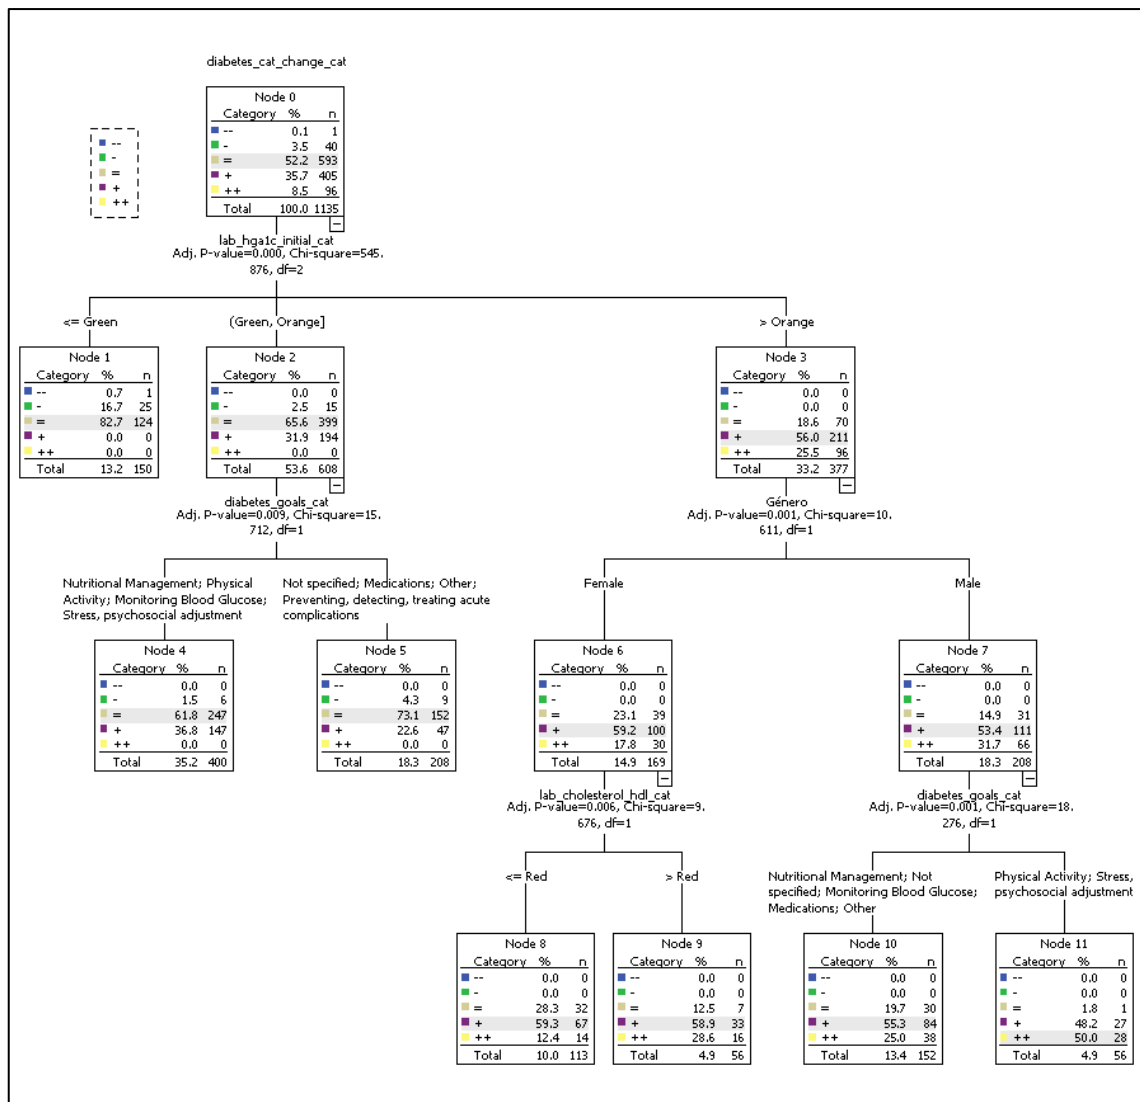 diabetes_cat_change_cat
Node 0
Category % n
-- 0.1 1
- 3.5 40
= 52.2 593
+ 35.7 405
++ 8.5 96
Total 100.0 1135
--
-
=
+
++
lab_hga1c_initial_cat
Adj. P-value=0.000, Chi-square=545.
876, df=2
<= Green
(Green, Orange]
> Orange
Node 1
Category % n
-- 0.7 1
- 16.7 25
= 82.7 124
+ 0.0 0
++ 0.0 0
Total 13.2 150
Node 2
Category % n
-- 0.0 0
- 2.5 15
= 65.6 399
+ 31.9 194
++ 0.0 0
Total 53.6 608
Node 3
Category % n
-- 0.0 0
- 0.0 0
= 18.6 70
+ 56.0 211
++ 25.5 96
Total 33.2 377
diabetes_goals_cat
Adj. P-value=0.009, Chi-square=15.
712, df=1
Género
Adj. P-value=0.001, Chi-square=10.
611, df=1
Nutritional Management; Physical
Activity; Monitoring Blood Glucose;
Stress, psychosocial adjustment
Not specified; Medications; Other;
Preventing, detecting, treating acute
complications
Female
Male
Node 4
Category % n
-- 0.0 0
- 1.5 6
= 61.8 247
+ 36.8 147
++ 0.0 0
Total 35.2 400
Node 5
Category % n
-- 0.0 0
- 4.3 9
= 73.1 152
+ 22.6 47
++ 0.0 0
Total 18.3 208
Node 6
Category % n
-- 0.0 0
- 0.0 0
= 23.1 39
+ 59.2 100
++ 17.8 30
Total 14.9 169
Node 7
Category % n
-- 0.0 0
- 0.0 0
= 14.9 31
+ 53.4 111
++ 31.7 66
Total 18.3 208
lab_cholesterol_hdl_cat
Adj. P-value=0.006, Chi-square=9.
676, df=1
diabetes_goals_cat
Adj. P-value=0.001, Chi-square=18.
276, df=1
<= Red
> Red
Nutritional Management; Not
specified; Monitoring Blood Glucose;
Medications; Other
Physical Activity; Stress,
psychosocial adjustment
Node 8
Category % n
-- 0.0 0
- 0.0 0
= 28.3 32
+ 59.3 67
++ 12.4 14
Total 10.0 113
Node 9
Category % n
-- 0.0 0
- 0.0 0
= 12.5 7
+ 58.9 33
++ 28.6 16
Total 4.9 56
Node 10
Category % n
-- 0.0 0
- 0.0 0
= 19.7 30
+ 55.3 84
++ 25.0 38
Total 13.4 152
Node 11
Category % n
-- 0.0 0
- 0.0 0
= 1.8 1
+ 48.2 27
++ 50.0 28
Total 4.9 56